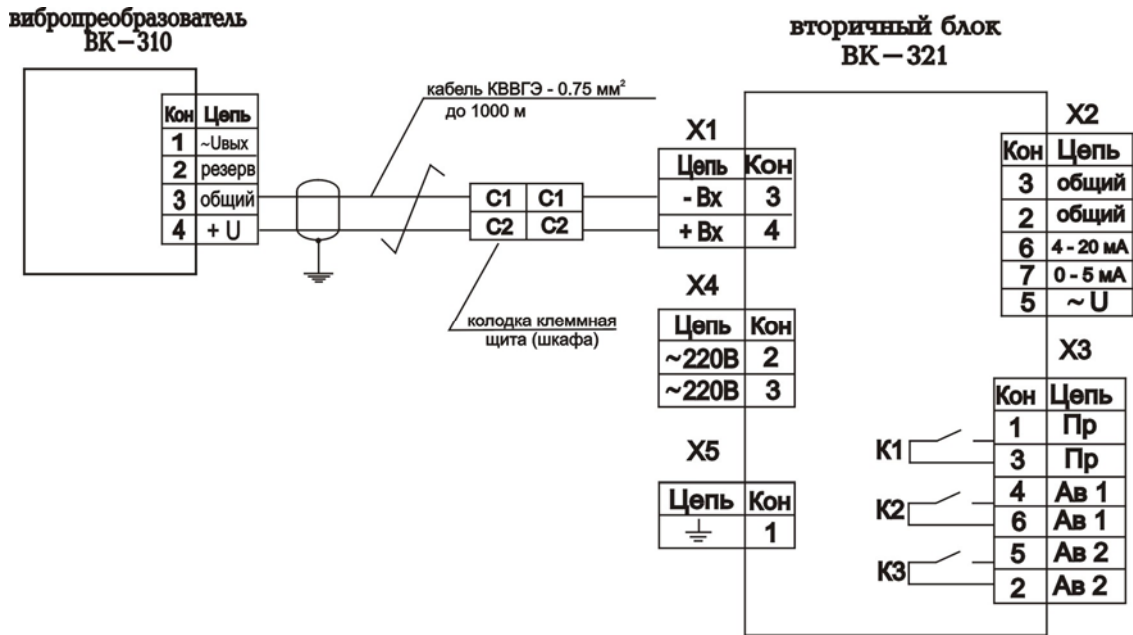 вибропреобразователь
ВК-310
Кон Цепь
1 ~Uвых
2 резерв
3 общий
4 + U
кабель КВВГЭ - 0.75 мм²
до 1000 м
C1 C1
C2 C2
колодка клеммная
щита (шкафа)
вторичный блок
ВК-321
X1
Цепь Кон
- Вх 3
+ Вх 4
X4
Цепь Кон
~220В 2
~220В 3
X5
Цепь Кон
1
X2
Кон Цепь
3 общий
2 общий
6 4 - 20 мА
7 0 - 5 мА
5 ~ U
X3
Кон Цепь
1 Пр
3 Пр
4 Ав 1
6 Ав 1
5 Ав 2
2 Ав 2
К1
К2
К3